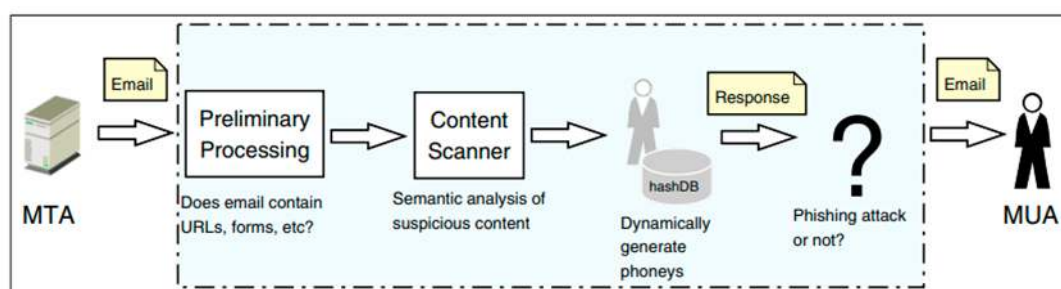 Email
MTA
Preliminary
Processing
Does email contain
URLs, forms, etc?
Content
Scanner
Semantic analysis of
suspicious content
hashDB
Dynamically
generate
phoneys
Response
?
Phishing attack
or not?
Email
MUA